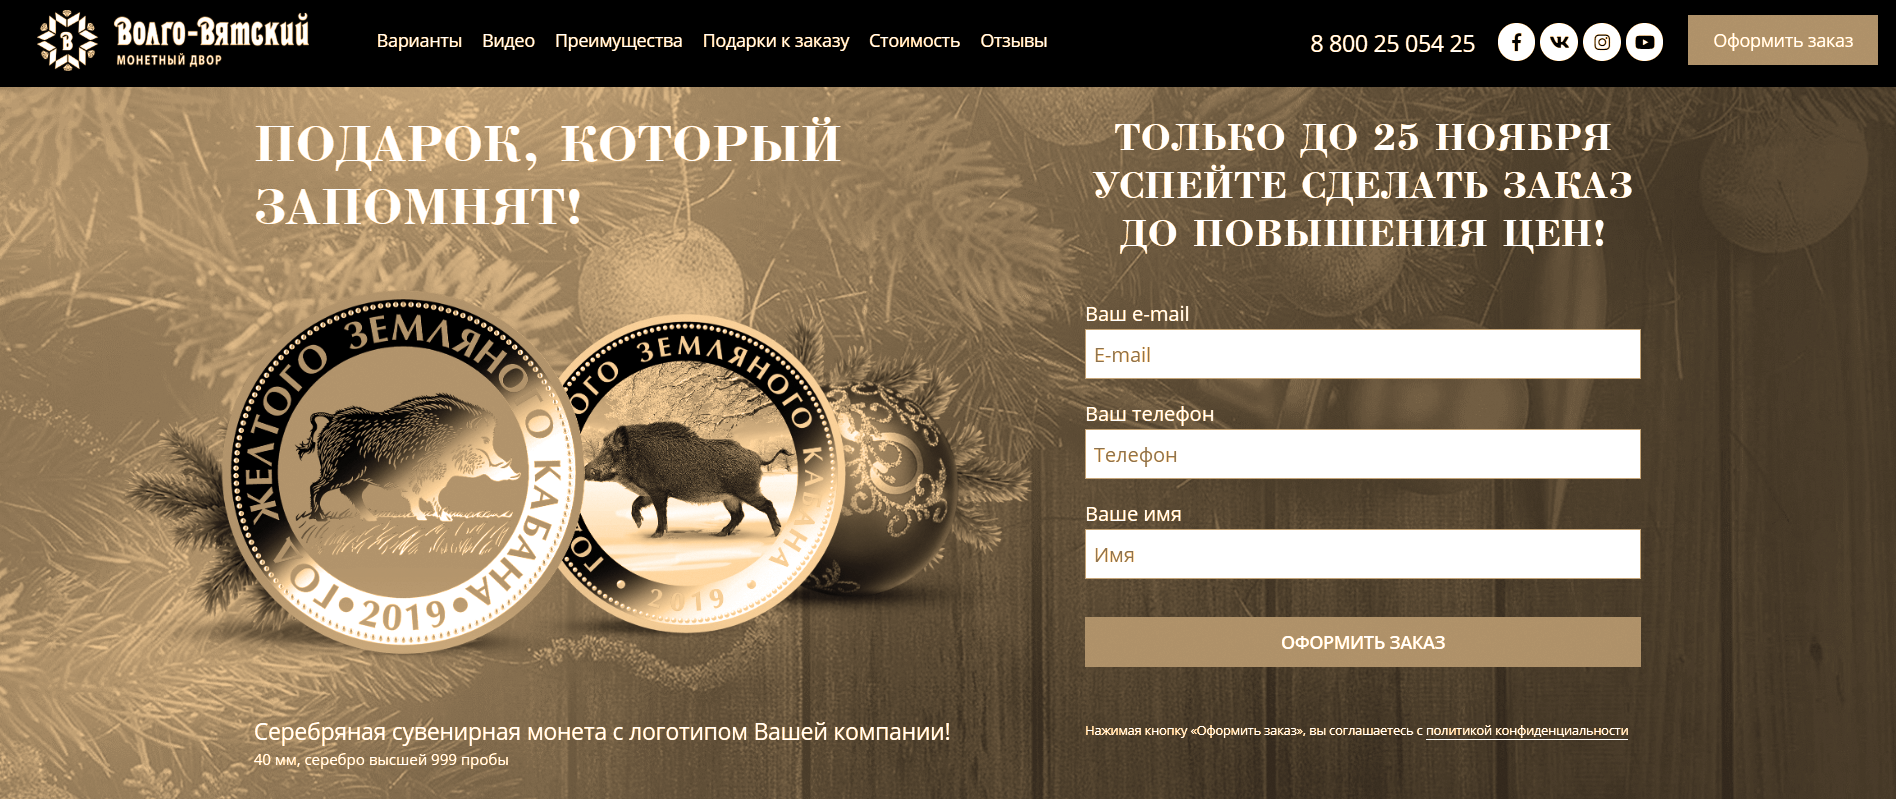 Волго-Вятский
МОНЕТНЫЙ ДВОР
Варианты Видео Преимущества Подарки к заказу Стоимость Отзывы
8 800 25 054 25
Оформить заказ
ПОДАРОК, КОТОРЫЙ
ЗАПОМНЯТ!
ТОЛЬКО ДО 25 НОЯБРЯ
УСПЕЙТЕ СДЕЛАТЬ ЗАКАЗ
ДО ПОВЫШЕНИЯ ЦЕН!
ГОД ЖЕЛТОГО ЗЕМЛЯНОГО КАБАНА
•2019•
ЗЕМЛЯНОГО КАБАНА
• 2019 •
Ваш e-mail
E-mail
Ваш телефон
Телефон
Ваше имя
Имя
ОФОРМИТЬ ЗАКАЗ
Серебряная сувенирная монета с логотипом Вашей компании!
40 мм, серебро высшей 999 пробы
Нажимая кнопку «Оформить заказ», вы соглашаетесь с политикой конфиденциальности